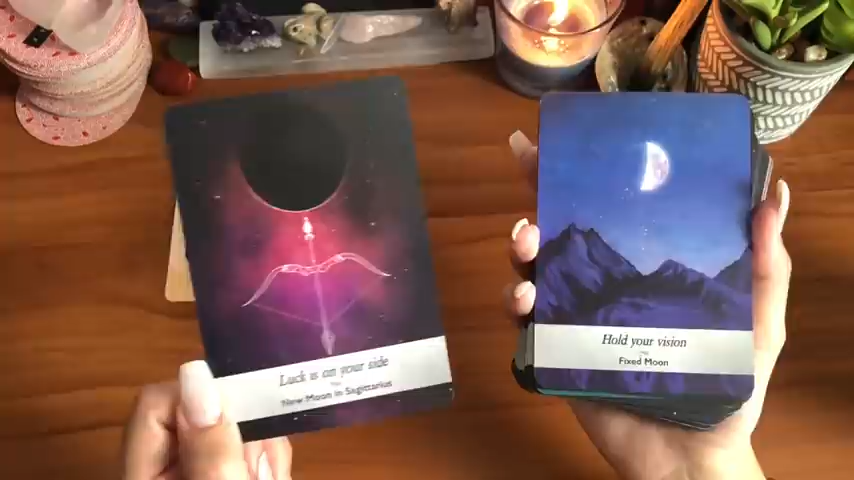 Luck is on your side
New Moon in Sagittarius
Hold your vision
Fixed Moon